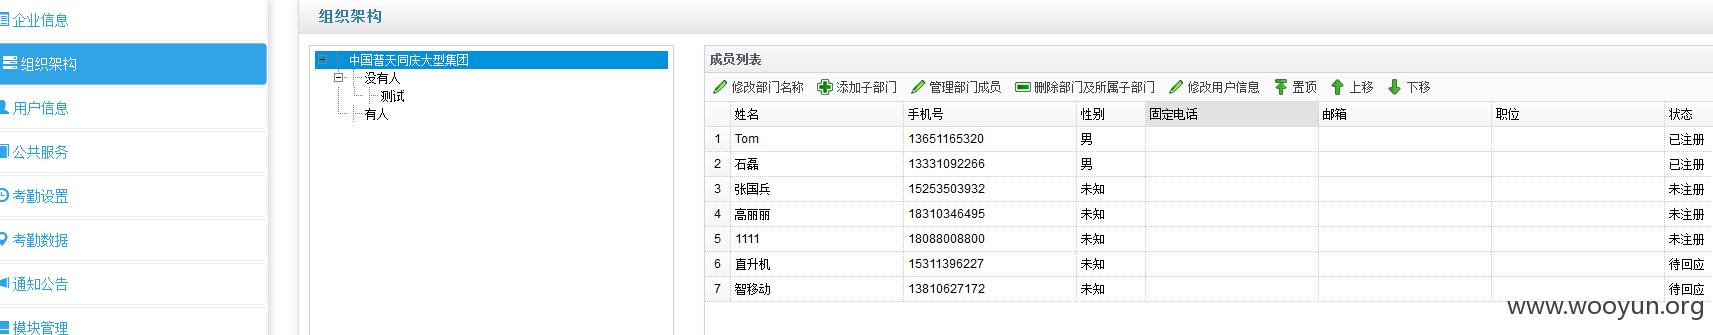 企业信息
组织架构
用户信息
公共服务
考勤设置
考勤数据
通知公告
模块管理
组织架构
中国普天同庆大型集团
没有人
测试
有人
成员列表
修改部门名称 添加子部门 管理部门成员 删除部门及所属子部门 修改用户信息 置顶 上移 下移
姓名 手机号 性别 固定电话 邮箱 职位 状态
1 Tom 13651165320 男 已注册
2 石磊 13331092266 男 已注册
3 张国兵 15253503932 未知 未注册
4 高丽丽 18310346495 未知 未注册
5 1111 18088008800 未知 未注册
6 直升机 15311396227 未知 待回应
7 智移动 13810627172 未知 待回应
www.wooyun.org